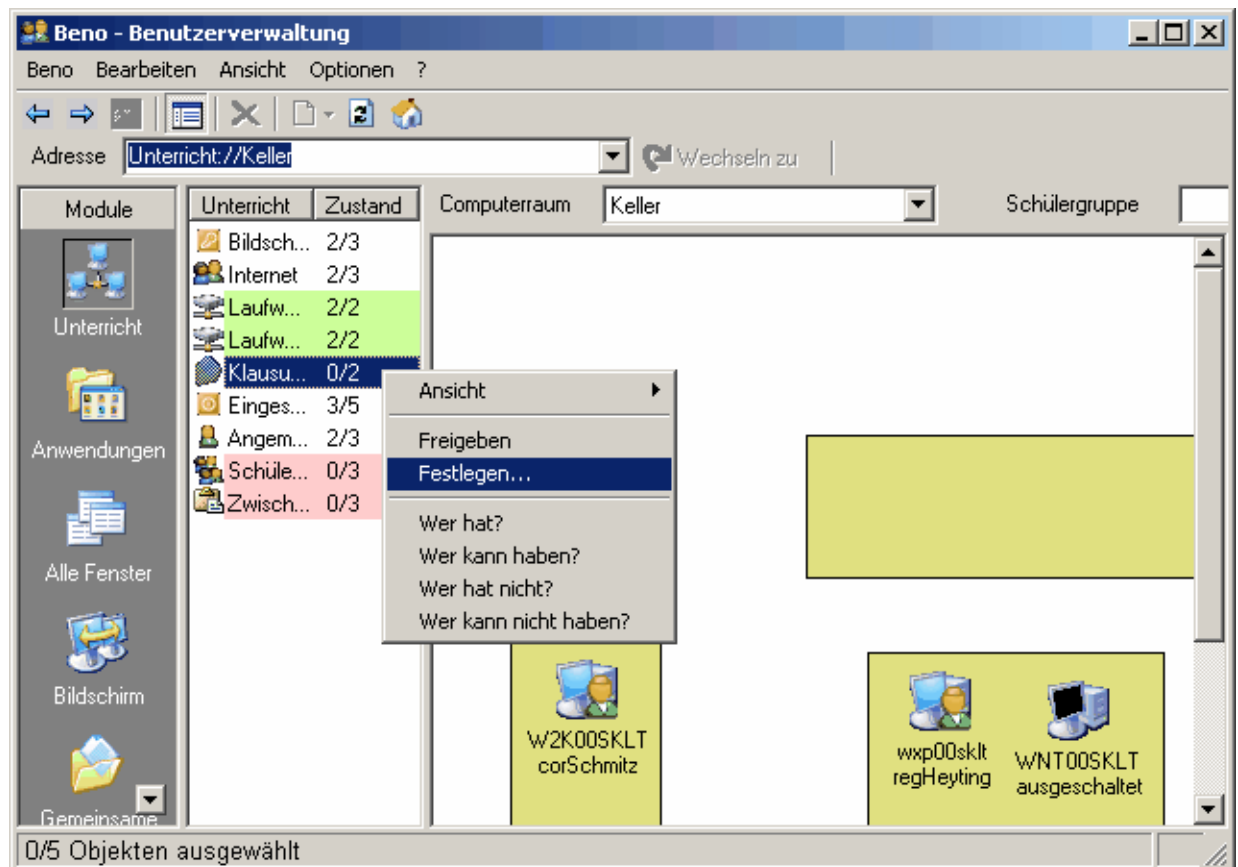 Beno - Benutzerverwaltung
Beno Bearbeiten Ansicht Optionen ?
Adresse Unterricht://Keller Wechseln zu
Module
Unterricht
Anwendungen
Alle Fenster
Bildschirm
Gemeinsame
Unterricht Zustand
Bildsch... 2/3
Internet 2/3
Laufw... 2/2
Laufw... 2/2
Klausu... 0/2
Einges... 3/5
Angem... 2/3
Schüle... 0/3
Zwisch... 0/3
Computerraum Keller Schülergruppe
Ansicht
Freigeben
Festlegen...
Wer hat?
Wer kann haben?
Wer hat nicht?
Wer kann nicht haben?
W2K00SKLT
corSchmitz
wxp00sklt
regHeyting
WNT00SKLT
ausgeschaltet
0/5 Objekten ausgewählt